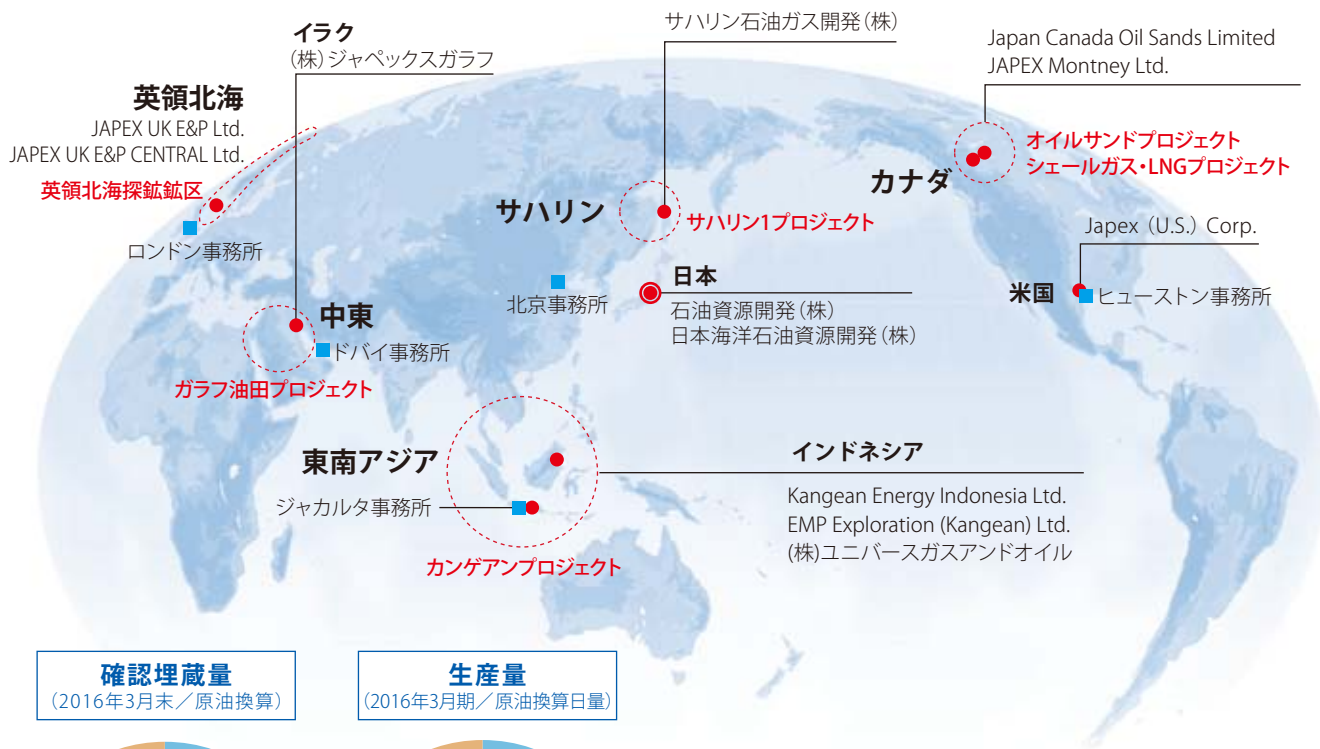 イラク
(株)ジャペックスガラフ
サハリン石油ガス開発(株)
Japan Canada Oil Sands Limited
JAPEX Montney Ltd.
英領北海
JAPEX UK E&P Ltd.
JAPEX UK E&P CENTRAL Ltd.
英領北海探鉱鉱区
ロンドン事務所
オイルサンドプロジェクト
シェールガス・LNGプロジェクト
カナダ
サハリン
サハリン1プロジェクト
Japex (U.S.) Corp.
米国
ヒューストン事務所
北京事務所
日本
石油資源開発(株)
日本海洋石油資源開発(株)
中東
ドバイ事務所
ガラフ油田プロジェクト
東南アジア
ジャカルタ事務所
カンゲアンプロジェクト
インドネシア
Kangean Energy Indonesia Ltd.
EMP Exploration (Kangean) Ltd.
(株)ユニバースガスアンドオイル
確認埋蔵量
(2016年3月末/原油換算)
生産量
(2016年3月期/原油換算日量)